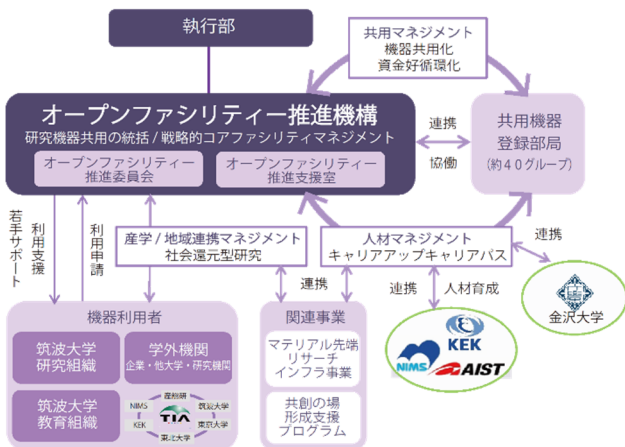 執行部
共用マネジメント
機器共用化
資金好循環化
オープンファシリティー推進機構
研究機器共用の統括 / 戦略的コアファシリティマネジメント
オープンファシリティー
推進委員会
オープンファシリティー
推進支援室
連携
協働
共用機器
登録部局
(約40グループ)
若手サポート
利用支援
利用申請
産学 / 地域連携マネジメント
社会還元型研究
人材マネジメント
キャリアアップキャリアパス
連携
連携
連携
人材育成
金沢大学
機器利用者
筑波大学
研究組織
学外機関
企業・他大学・研究機関
筑波大学
教育組織
産総研
NIMS
筑波大学
TIA
KEK
東京大学
東北大学
関連事業
マテリアル先端
リサーチ
インフラ事業
共創の場
形成支援
プログラム
KEK
NIMS
AIST